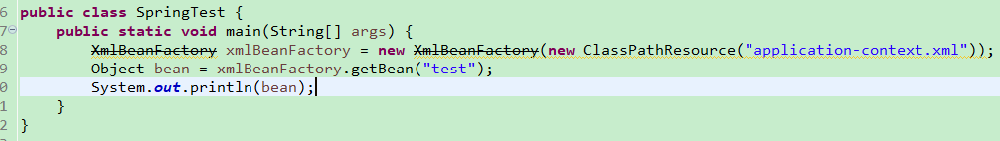 6 public class SpringTest {
7 public static void main(String[] args) {
8 XmlBeanFactory xmlBeanFactory = new XmlBeanFactory(new ClassPathResource("application-context.xml"));
9 Object bean = xmlBeanFactory.getBean("test");
0 System.out.println(bean);
1 }
2 }